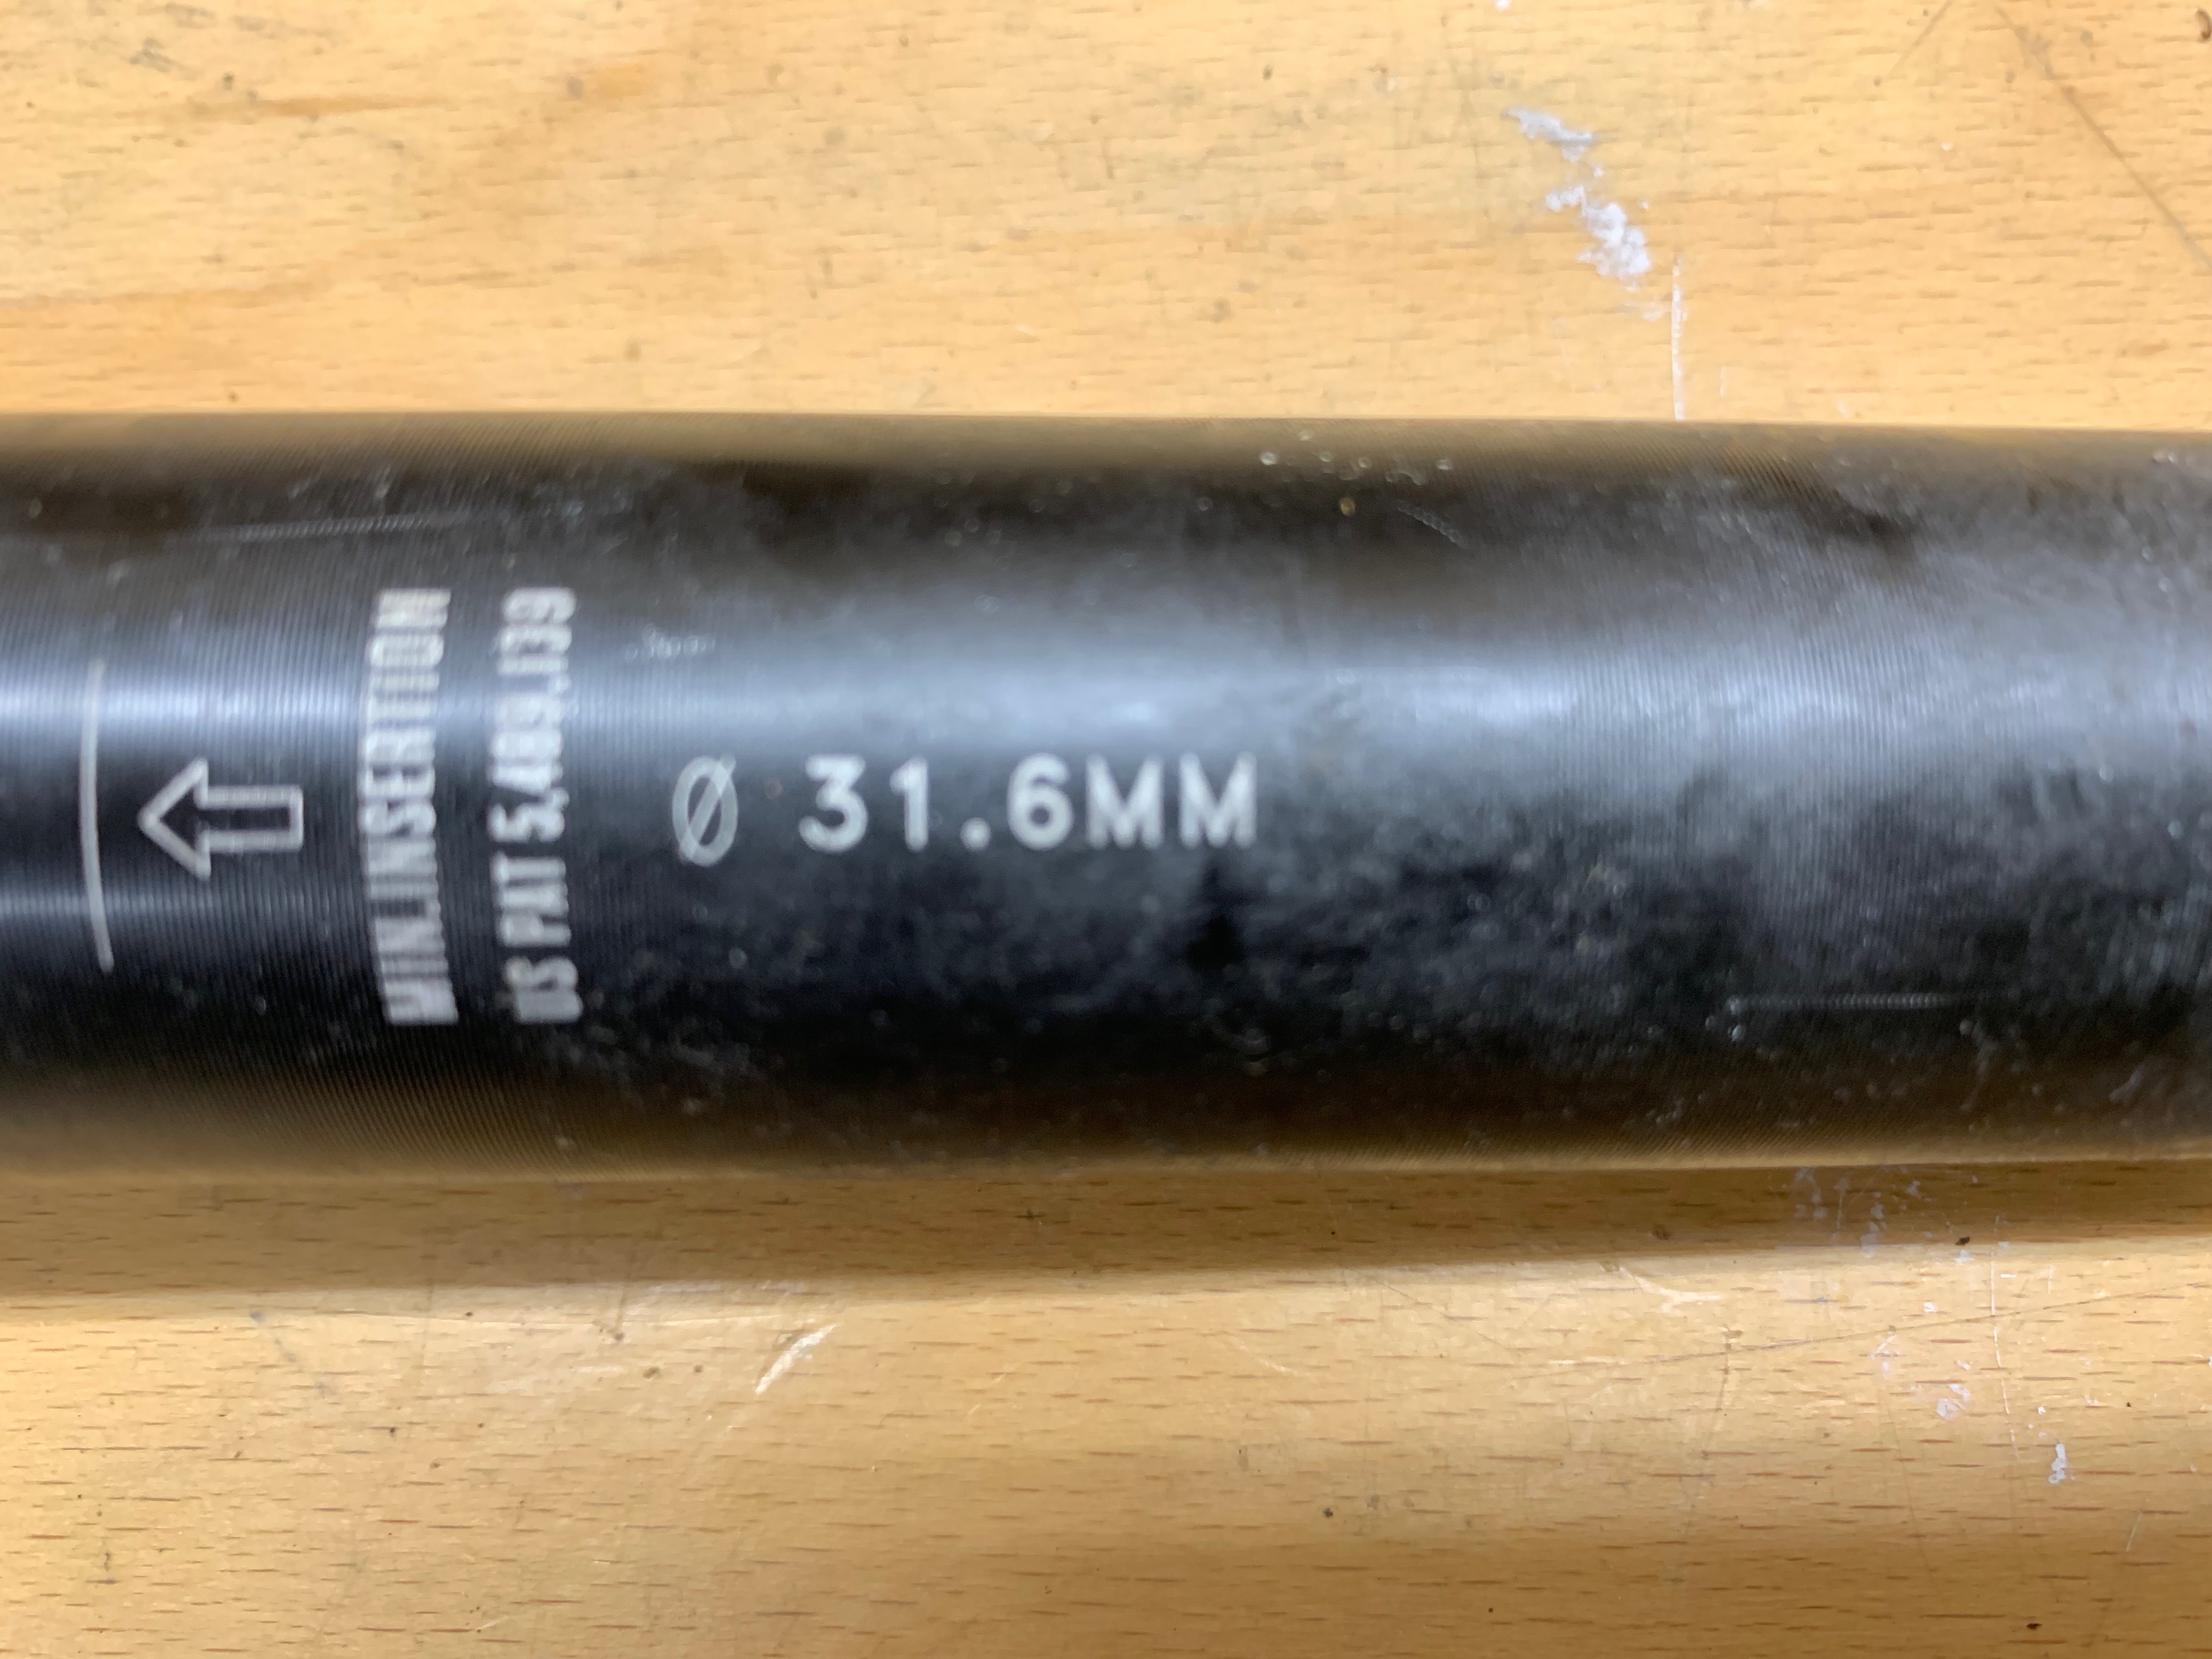 MIN.INSERTION
US PAT 5,489,139
Ø 31.6MM